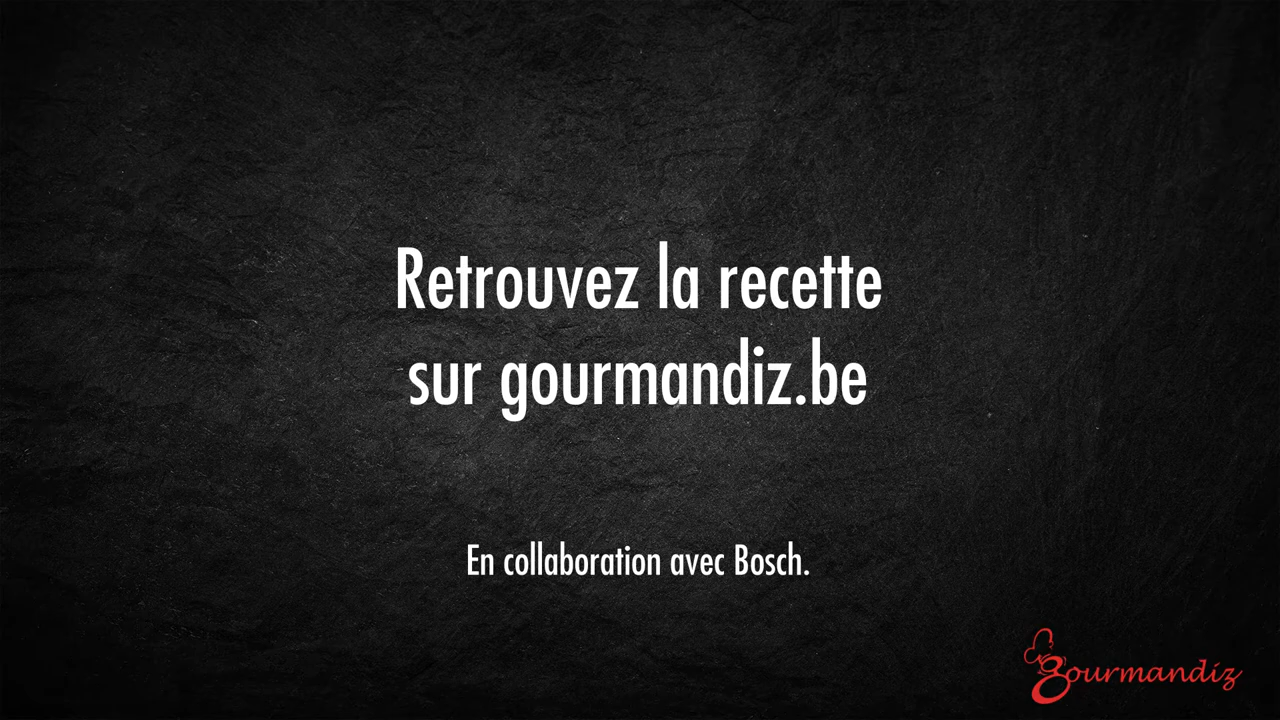 Retrouvez la recette
sur gourmandiz.be
En collaboration avec Bosch.
gourmandiz